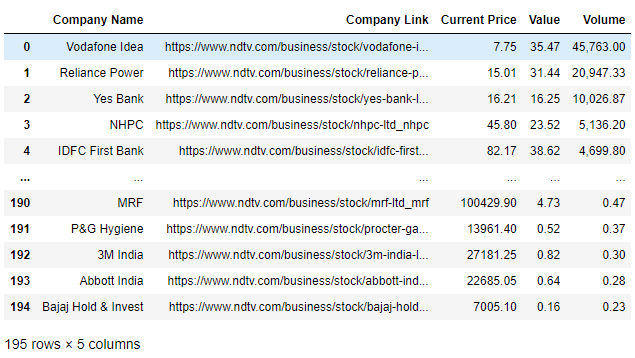 Company Name Company Link Current Price Value Volume
0 Vodafone Idea https://www.ndtv.com/business/stock/vodafone-i... 7.75 35.47 45,763.00
1 Reliance Power https://www.ndtv.com/business/stock/reliance-p... 15.01 31.44 20,947.33
2 Yes Bank https://www.ndtv.com/business/stock/yes-bank-l... 16.21 16.25 10,026.87
3 NHPC https://www.ndtv.com/business/stock/nhpc-ltd_nhpc 45.80 23.52 5,136.20
4 IDFC First Bank https://www.ndtv.com/business/stock/idfc-first... 82.17 38.62 4,699.80
... ... ... ... ... ...
190 MRF https://www.ndtv.com/business/stock/mrf-ltd_mrf 100429.90 4.73 0.47
191 P&G Hygiene https://www.ndtv.com/business/stock/procter-ga... 13961.40 0.52 0.37
192 3M India https://www.ndtv.com/business/stock/3m-india-l... 27181.25 0.82 0.30
193 Abbott India https://www.ndtv.com/business/stock/abbott-ind... 22685.05 0.64 0.28
194 Bajaj Hold & Invest https://www.ndtv.com/business/stock/bajaj-hold... 7005.10 0.16 0.23
195 rows × 5 columns